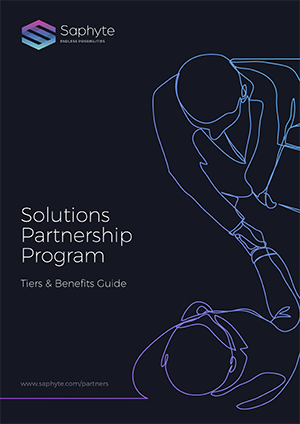 Saphyte
ENDLESS POSSIBILITIES
Solutions
Partnership
Program
Tiers & Benefits Guide
www.saphyte.com/partners